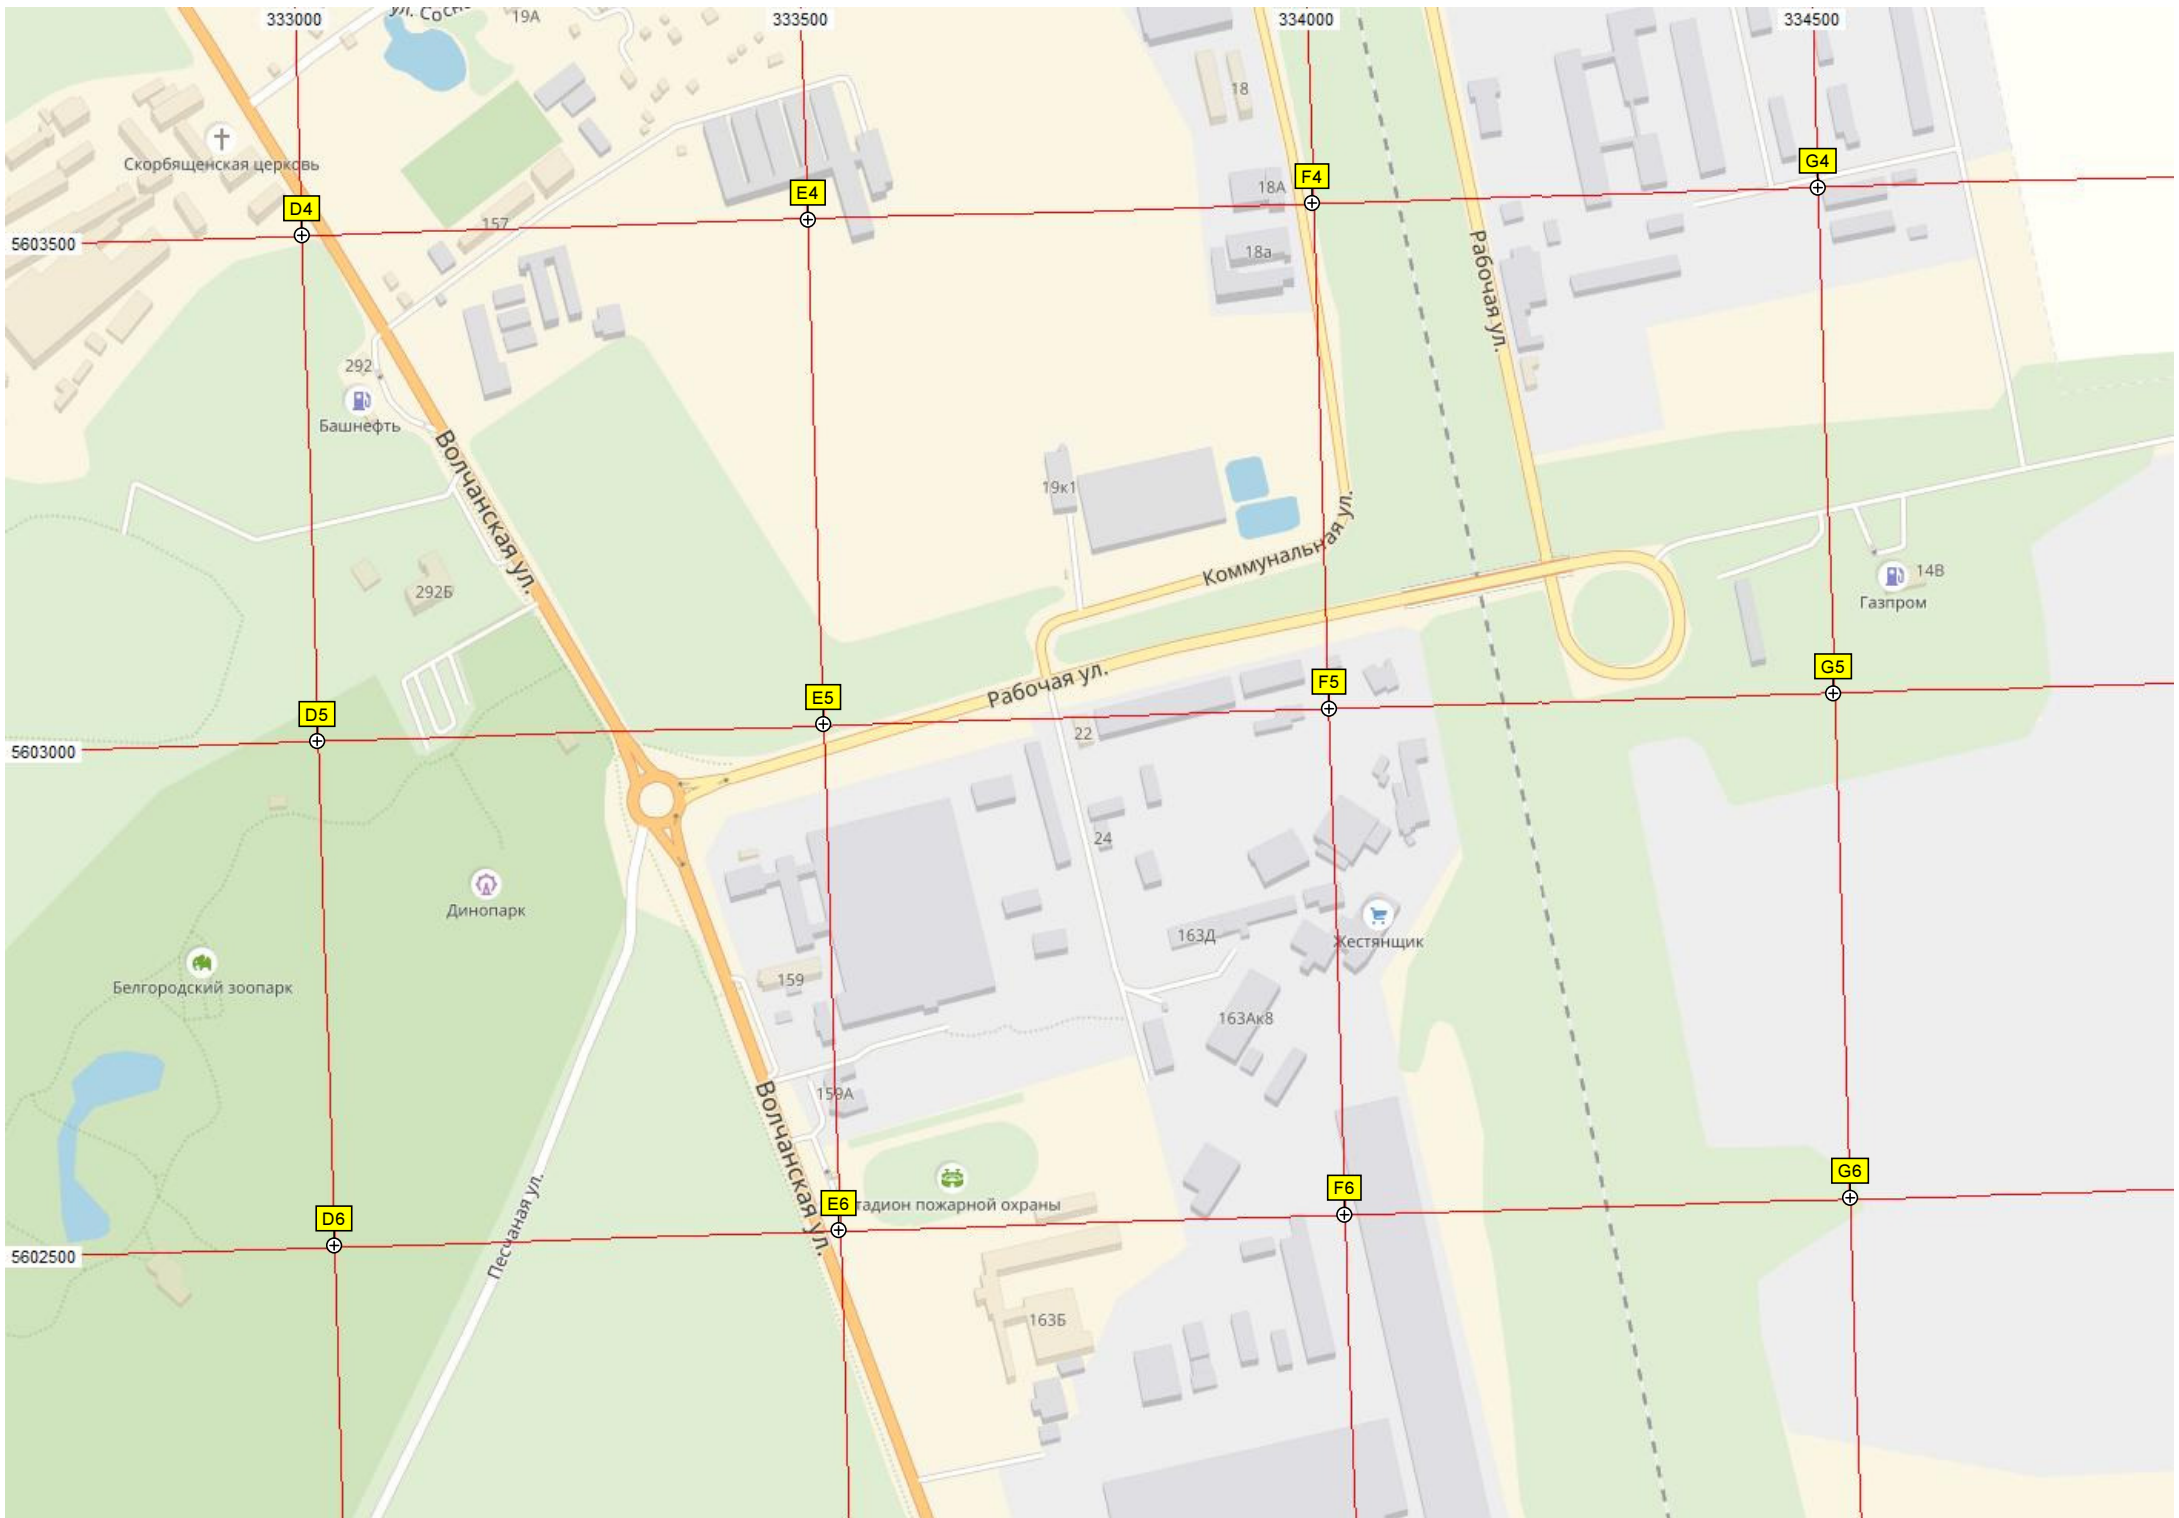 333000
333500
334000
334500
ул. Сосн
19А
18
Скорбященская церковь
G4
F4
E4
18А
D4
157
5603500
18а
Рабочая ул.
292
Башнефть
Волчанская ул.
19к1
Коммунальная ул.
292Б
14В
Газпром
Рабочая ул.
G5
F5
E5
D5
22
5603000
24
Динопарк
163Д
Жестянщик
159
Белгородский зоопарк
163Ак8
159А
Волчанская ул.
G6
F6
E6
тадион пожарной охраны
D6
Песчаная ул.
5602500
163Б